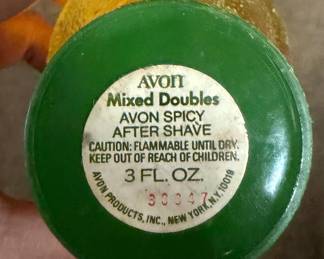 AVON
Mixed Doubles
AVON SPICY
AFTER SHAVE
CAUTION: FLAMMABLE UNTIL DRY.
KEEP OUT OF REACH OF CHILDREN.
3 FL. OZ.
30347
AVON PRODUCTS, INC., NEW YORK, N.Y. 10019